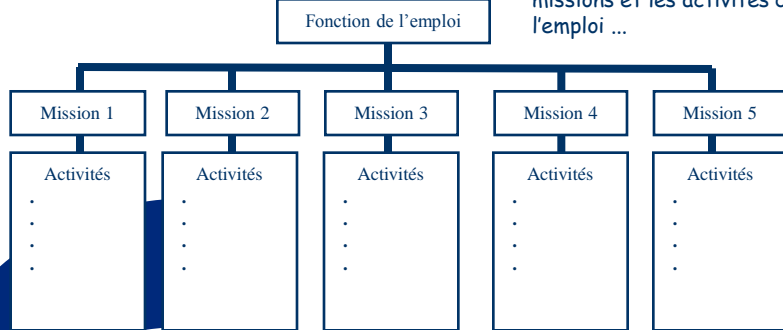 missions et les activités
l'emploi ...
Fonction de l'emploi
Mission 1
Mission 2
Mission 3
Mission 4
Mission 5
Activités
.
.
.
.
Activités
.
.
.
.
Activités
.
.
.
.
Activités
.
.
.
.
Activités
.
.
.
.